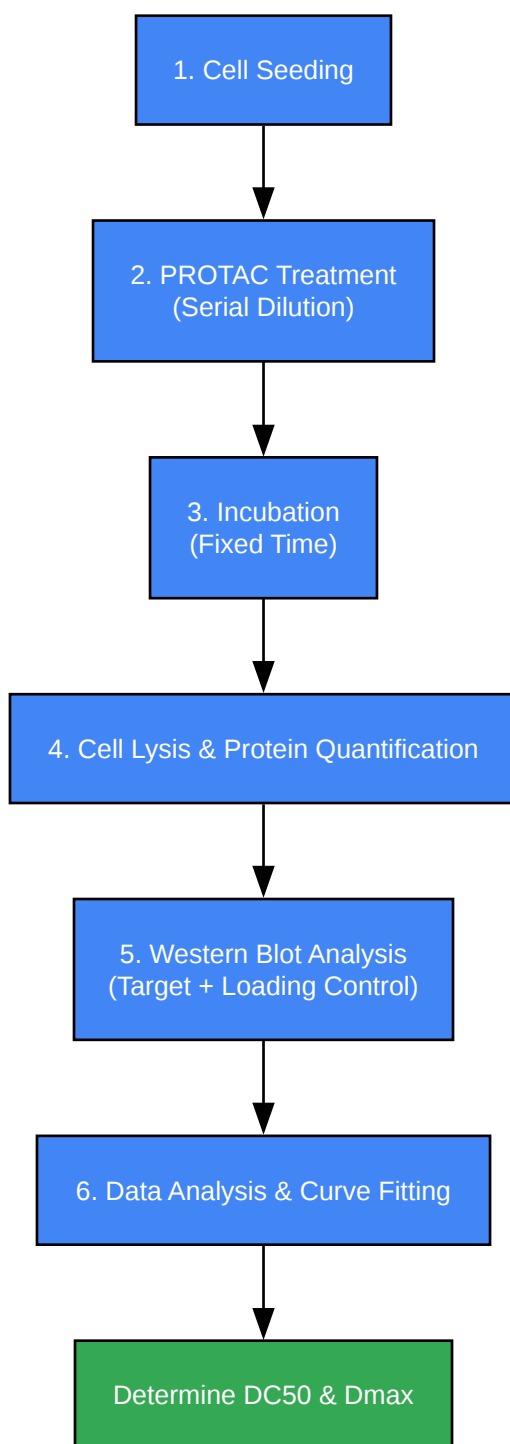 1. Cell Seeding
2. PROTAC Treatment
(Serial Dilution)
3. Incubation
(Fixed Time)
4. Cell Lysis & Protein Quantification
5. Western Blot Analysis
(Target + Loading Control)
6. Data Analysis & Curve Fitting
Determine DC50 & Dmax